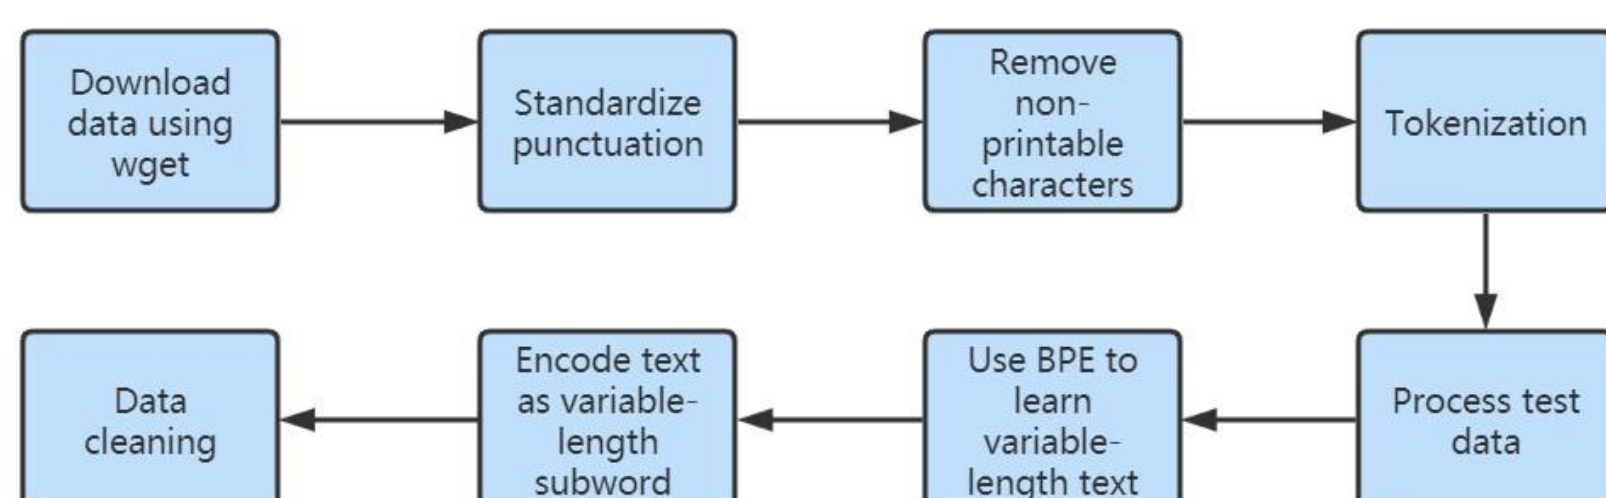 Download
data using
wget
Standardize
punctuation
Remove
non-
printable
characters
Tokenization
Process test
data
Use BPE to
learn
variable-
length text
Encode text
as variable-
length
subword
Data
cleaning